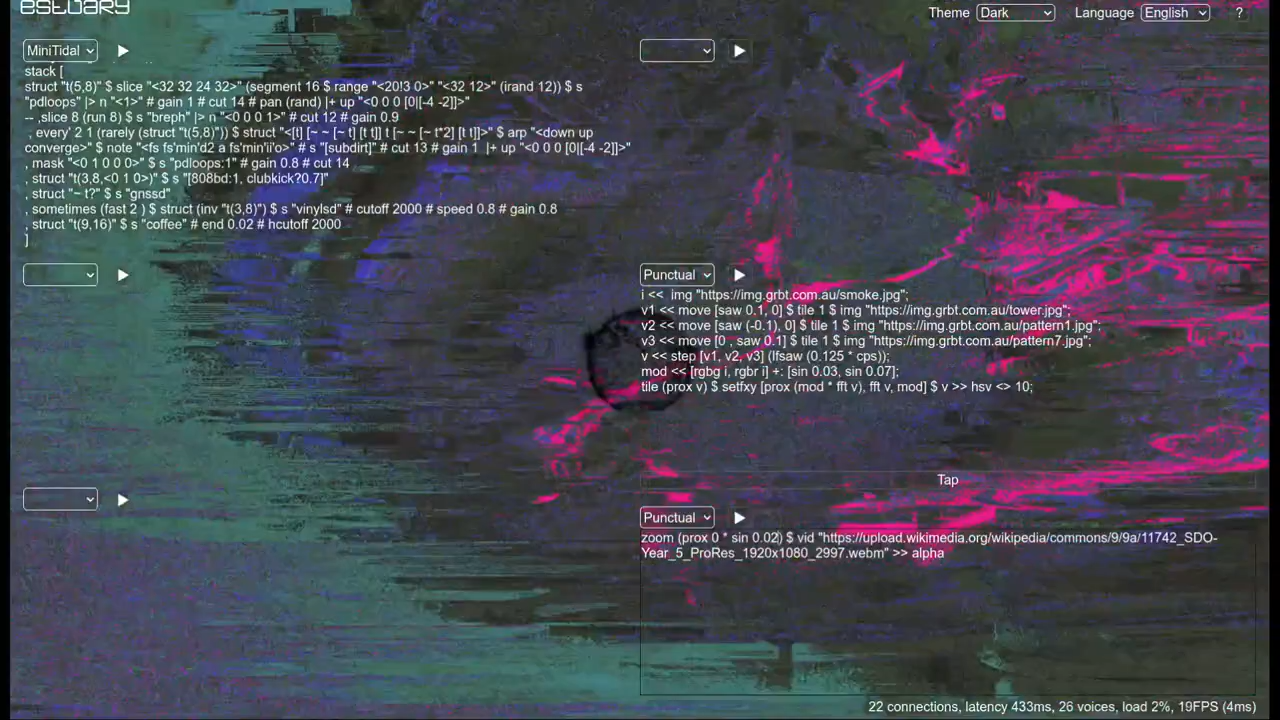 estuary
Theme Dark Language English ?
MiniTidal
stack [
struct "t(5,8)" $ slice "<32 32 24 32>" (segment 16 $ range "<20!3 0>" "<32 12>" (irand 12)) $ s
"pdloops" |> n "<1>" # gain 1 # cut 14 # pan (rand) |+ up "<0 0 0 [0|[-4 -2]]>"
-- ,slice 8 (run 8) $ s "breph" |> n "<0 0 0 1>" # cut 12 # gain 0.9
, every' 2 1 (rarely (struct "t(5,8)")) $ struct "<[t] [~ ~ [~ t] [t t]] t [~ ~ [~ t*2] [t t]]>" $ arp "<down up
converge>" $ note "<fs fs'min'd2 a fs'min'ii'o>" # s "[subdirt]" # cut 13 # gain 1 |+ up "<0 0 0 [0|[-4 -2]]>"
, mask "<0 1 0 0 0>" $ s "pdloops:1" # gain 0.8 # cut 14
, struct "t(3,8,<0 1 0>)" $ s "[808bd:1, clubkick?0.7]"
, struct "~ t?" $ s "gnssd"
, sometimes (fast 2 ) $ struct (inv "t(3,8)") $ s "vinylsd" # cutoff 2000 # speed 0.8 # gain 0.8
, struct "t(9,16)" $ s "coffee" # end 0.02 # hcutoff 2000
]
Punctual
i << img "https://img.grbt.com.au/smoke.jpg";
v1 << move [saw 0.1, 0] $ tile 1 $ img "https://img.grbt.com.au/tower.jpg";
v2 << move [saw (-0.1), 0] $ tile 1 $ img "https://img.grbt.com.au/pattern1.jpg";
v3 << move [0 , saw 0.1] $ tile 1 $ img "https://img.grbt.com.au/pattern7.jpg";
v << step [v1, v2, v3] (lfsaw (0.125 * cps));
mod << [rgbg i, rgbr i] +: [sin 0.03, sin 0.07];
tile (prox v) $ setfxy [prox (mod * fft v), fft v, mod] $ v >> hsv <> 10;
Tap
Punctual
zoom (prox 0 * sin 0.02) $ vid "https://upload.wikimedia.org/wikipedia/commons/9/9a/11742_SDO-
Year_5_ProRes_1920x1080_2997.webm" >> alpha
22 connections, latency 433ms, 26 voices, load 2%, 19FPS (4ms)